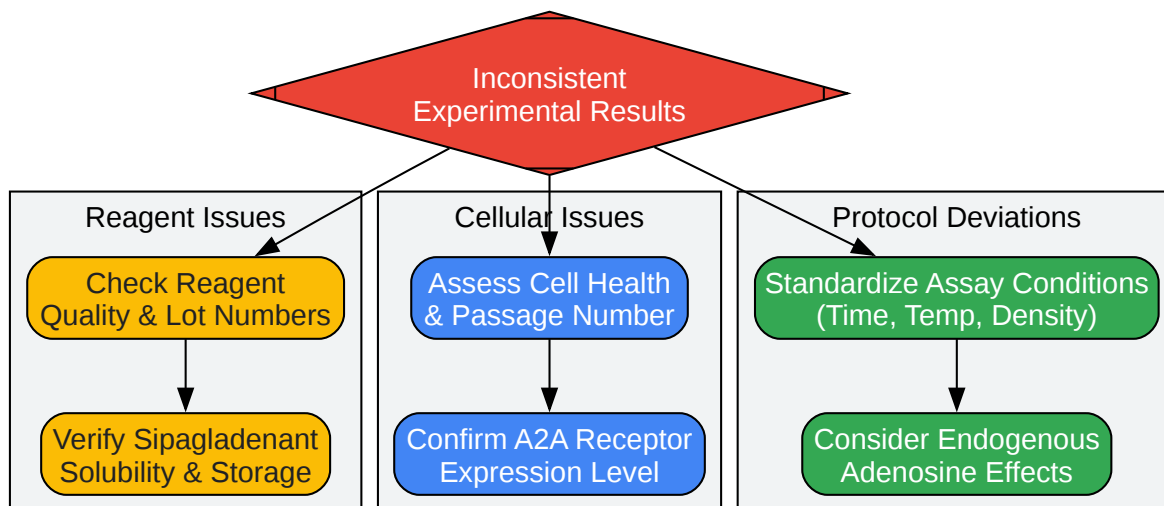 Inconsistent
Experimental Results
Reagent Issues
Check Reagent
Quality & Lot Numbers
Verify Sipagladenant
Solubility & Storage
Cellular Issues
Assess Cell Health
& Passage Number
Confirm A2A Receptor
Expression Level
Protocol Deviations
Standardize Assay Conditions
(Time, Temp, Density)
Consider Endogenous
Adenosine Effects